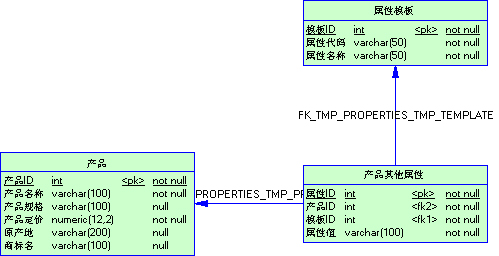 属性模板
模板ID int <pk> not null
属性代码 varchar(50) not null
属性名称 varchar(50) not null
FK_TMP_PROPERTIES_TMP_TEMPLATE
产品
产品ID int <pk> not null
产品名称 varchar(100) not null
产品规格 varchar(100) null
产品定价 numeric(12,2) not null
原产地 varchar(200) null
商标名 varchar(100) null
PROPERTIES_TMP_PR
产品其他属性
属性ID int <pk> not null
产品ID int <fk2> not null
模板ID int <fk1> not null
属性值 varchar(100) not null